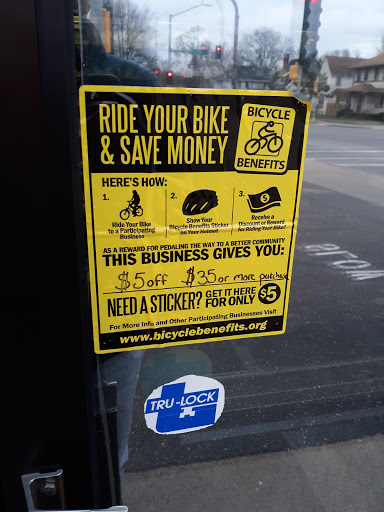 RIDE YOUR BIKE
& SAVE MONEY
BICYCLE
BENEFITS
HERE'S HOW:
1.
Ride Your Bike
to a Participating
Business
2.
Show Your
Bicycle Benefits Sticker
on Your Helmet
3.
$
Receive a
Discount or Reward
for Riding Your Bike!
AS A REWARD FOR PEDALING THE WAY TO A BETTER COMMUNITY
THIS BUSINESS GIVES YOU:
$5 off $35 or more purchase
NEED A STICKER? GET IT HERE FOR ONLY $5
For More Info and Other Participating Businesses Visit
www.bicyclebenefits.org
TRU-LOCK